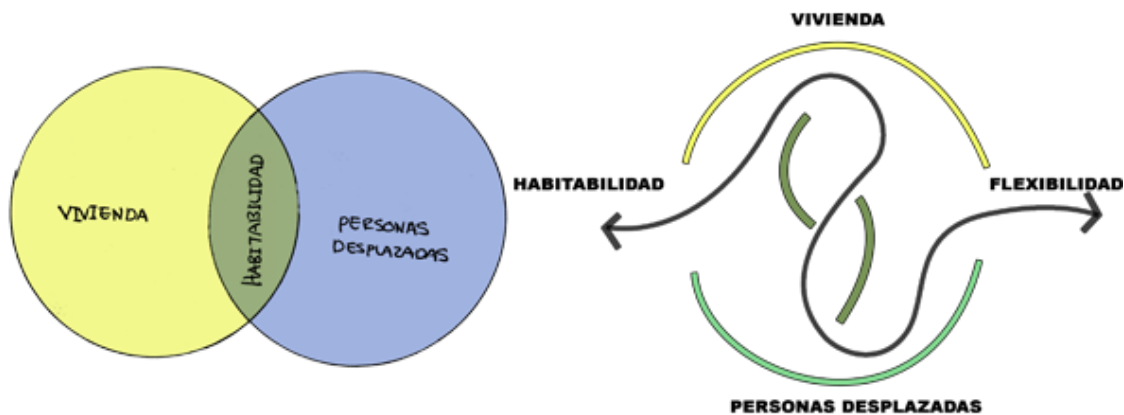 VIVIENDA
HABITABILIDAD
PERSONAS
DESPLAZADAS
VIVIENDA
HABITABILIDAD
FLEXIBILIDAD
PERSONAS DESPLAZADAS